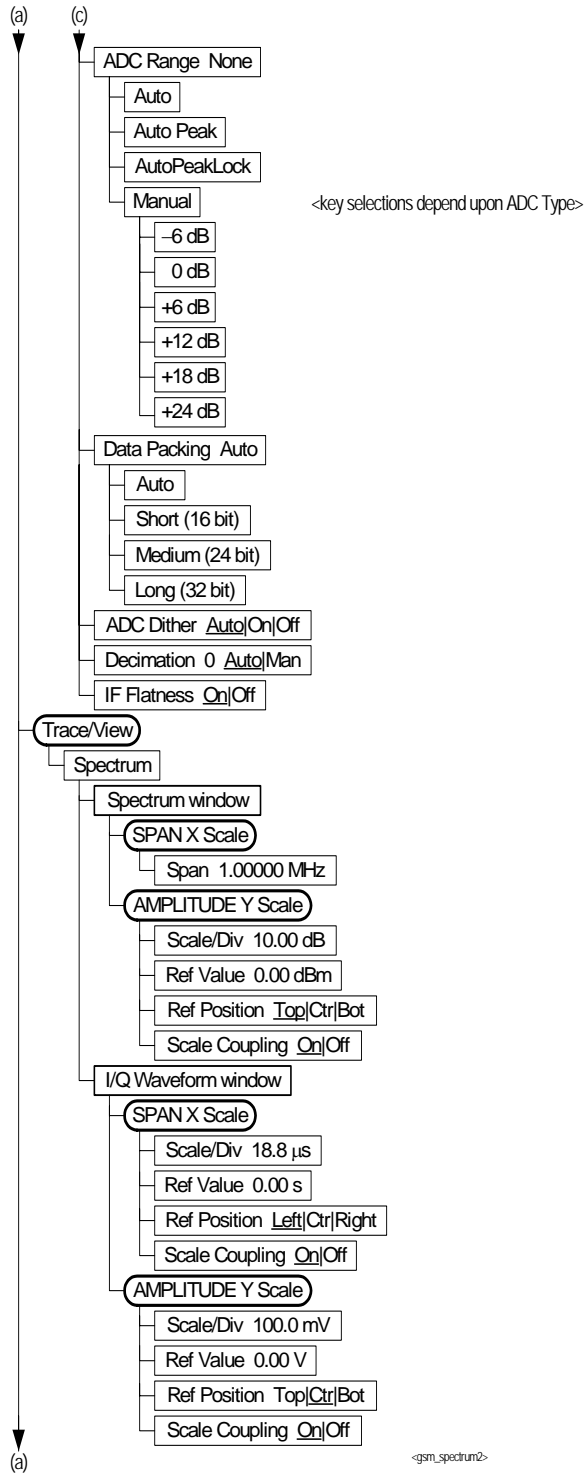 (a) (c)
ADC Range None
Auto
Auto Peak
AutoPeakLock
Manual <key selections depend upon ADC Type>
–6 dB
0 dB
+6 dB
+12 dB
+18 dB
+24 dB
Data Packing Auto
Auto
Short (16 bit)
Medium (24 bit)
Long (32 bit)
ADC Dither Auto|On|Off
Decimation 0 Auto|Man
IF Flatness On|Off
Trace/View
Spectrum
Spectrum window
SPAN X Scale
Span 1.00000 MHz
AMPLITUDE Y Scale
Scale/Div 10.00 dB
Ref Value 0.00 dBm
Ref Position Top|Ctr|Bot
Scale Coupling On|Off
I/Q Waveform window
SPAN X Scale
Scale/Div 18.8 µs
Ref Value 0.00 s
Ref Position Left|Ctr|Right
Scale Coupling On|Off
AMPLITUDE Y Scale
Scale/Div 100.0 mV
Ref Value 0.00 V
Ref Position Top|Ctr|Bot
Scale Coupling On|Off
(a) <gsm_spectrum2>